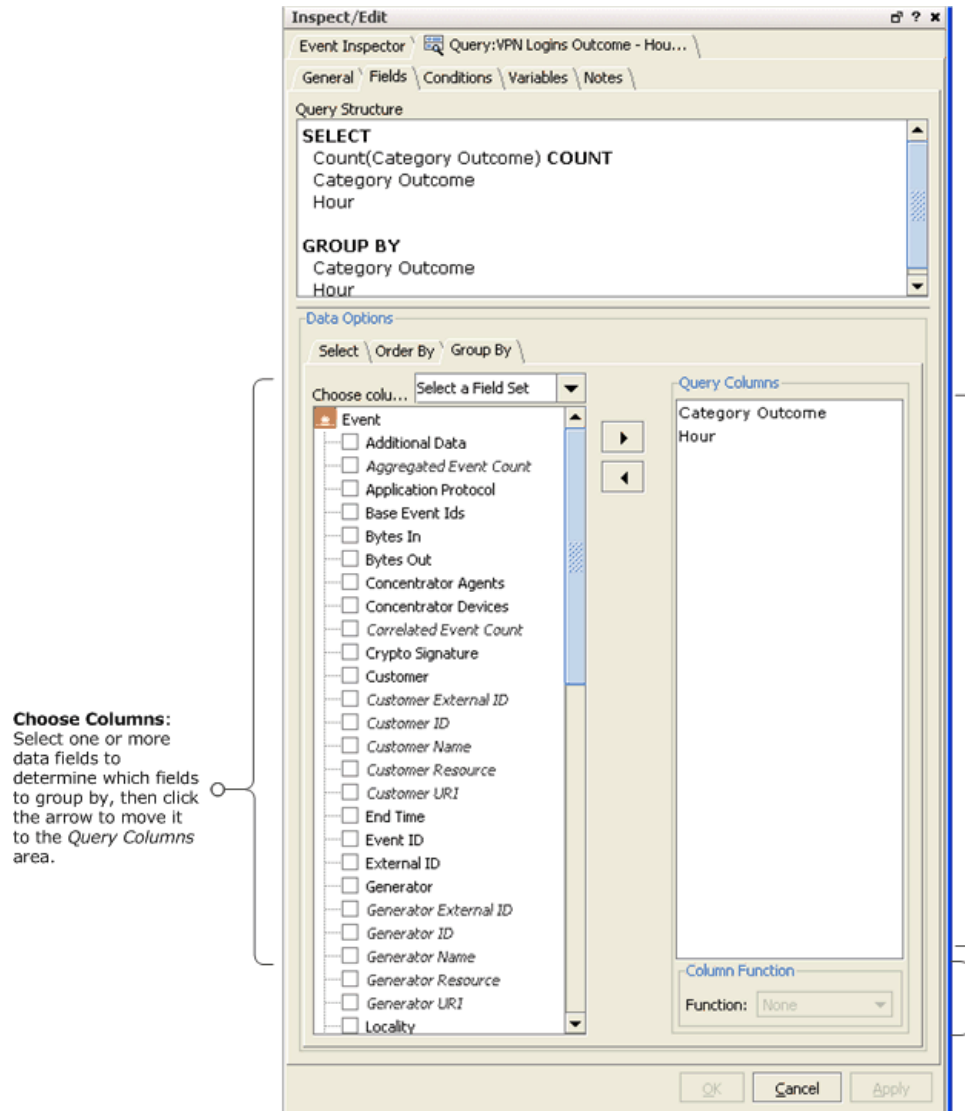 Inspect/Edit
Event Inspector
Query:VPN Logins Outcome - Hou...
General
Fields
Conditions
Variables
Notes
Query Structure
SELECT
Count(Category Outcome) COUNT
Category Outcome
Hour
GROUP BY
Category Outcome
Hour
Data Options
Select
Order By
Group By
Choose colu...
Select a Field Set
Event
Additional Data
Aggregated Event Count
Application Protocol
Base Event Ids
Bytes In
Bytes Out
Concentrator Agents
Concentrator Devices
Correlated Event Count
Crypto Signature
Customer
Customer External ID
Customer ID
Customer Name
Customer Resource
Customer URI
End Time
Event ID
External ID
Generator
Generator External ID
Generator ID
Generator Name
Generator Resource
Generator URI
Locality
Query Columns
Category Outcome
Hour
Column Function
Function: None
OK
Cancel
Apply
Choose Columns:
Select one or more
data fields to
determine which fields
to group by, then click
the arrow to move it
to the Query Columns
area.